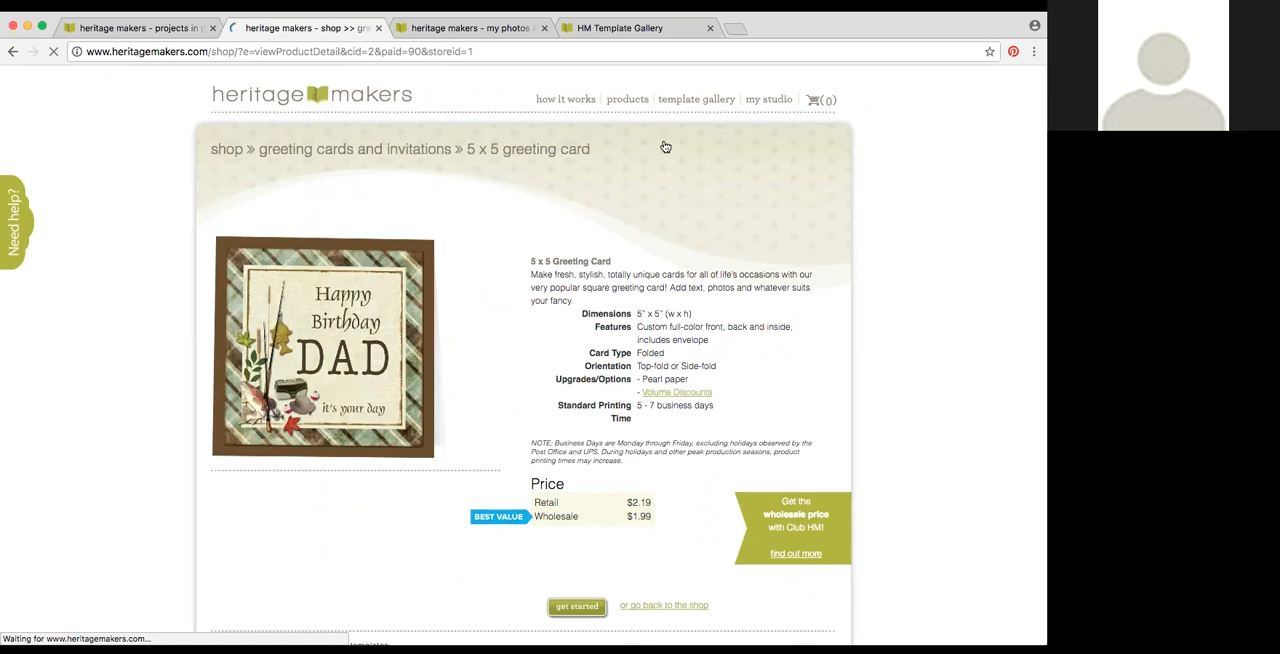 heritage makers - projects in p
heritage makers - shop >> gre
heritage makers - my photos
HM Template Gallery
www.heritagemakers.com/shop/?e=viewProductDetail&cid=2&paid=90&storeid=1
heritage makers
how it works
products
template gallery
my studio
(0)
shop » greeting cards and invitations » 5 x 5 greeting card
Need help?
Happy
Birthday
DAD
it's your day
5 x 5 Greeting Card
Make fresh, stylish, totally unique cards for all of life's occasions with our
very popular square greeting card! Add text, photos and whatever suits
your fancy.
Dimensions 5" x 5" (w x h)
Features Custom full-color front, back and inside,
includes envelope
Card Type Folded
Orientation Top-fold or Side-fold
Upgrades/Options - Pearl paper
- Volume Discounts
Standard Printing 5 - 7 business days
Time
NOTE: Business Days are Monday through Friday, excluding holidays observed by the
Post Office and UPS. During holidays and other peak production seasons, product
printing times may increase.
Price
Retail $2.19
BEST VALUE Wholesale $1.99
Get the
wholesale price
with Club HM!
find out more
get started
or go back to the shop
Waiting for www.heritagemakers.com...
templates: